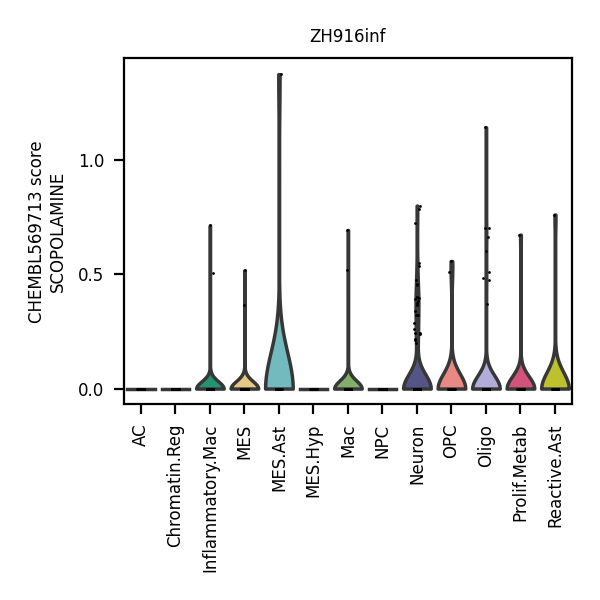 ZH916inf
CHEMBL569713 score
SCOPOLAMINE
1.0
0.5
0.0
AC
Chromatin.Reg
Inflammatory.Mac
MES
MES.Ast
MES.Hyp
Mac
NPC
Neuron
OPC
Oligo
Prolif.Metab
Reactive.Ast